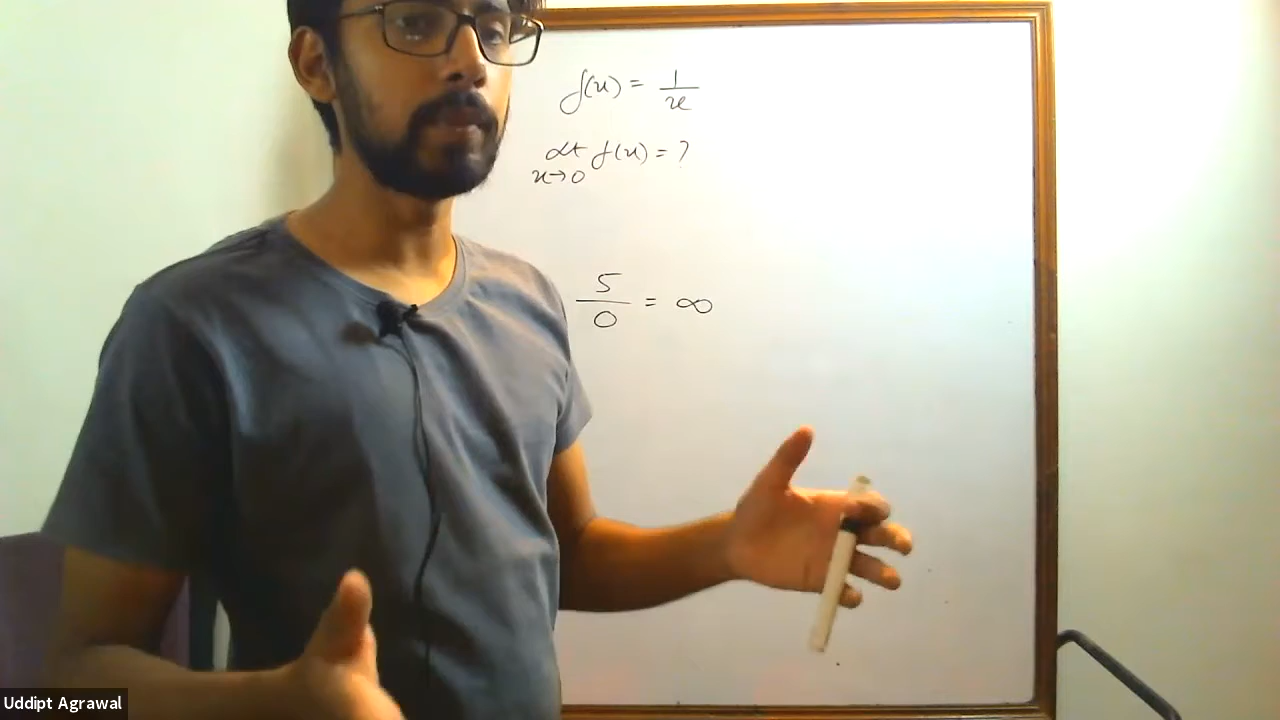 f(x) = 1/x
Lt f(x) = ?
x→0
5/0 = ∞
Uddipt Agrawal